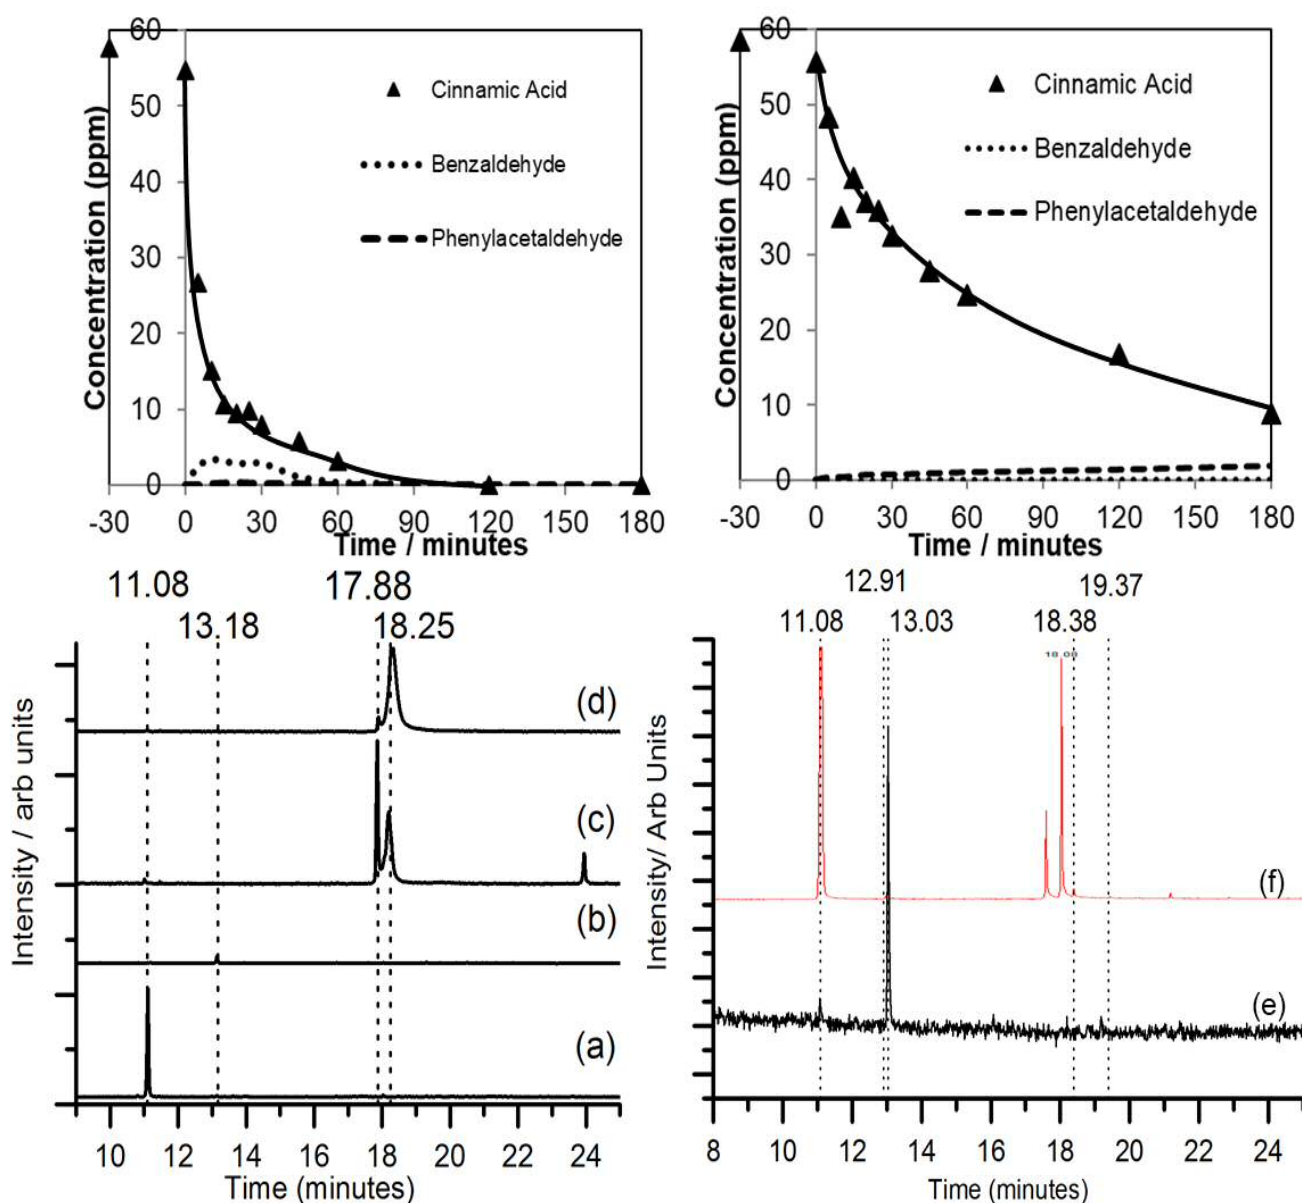 60
50
40
30
20
10
0
Concentration (ppm)
Cinnamic Acid
Benzaldehyde
Phenylacetaldehyde
-30 0 30 60 90 120 150 180
Time / minutes
60
50
40
30
20
10
0
Concentration (ppm)
Cinnamic Acid
Benzaldehyde
Phenylacetaldehyde
-30 0 30 60 90 120 150 180
Time / minutes
11.08 17.88
13.18 18.25
Intensity / arb units
(d)
(c)
(b)
(a)
10 12 14 16 18 20 22 24
Time (minutes)
12.91 19.37
11.08 13.03 18.38
18.08
Intensity/ Arb Units
(f)
(e)
8 10 12 14 16 18 20 22 24
Time (minutes)